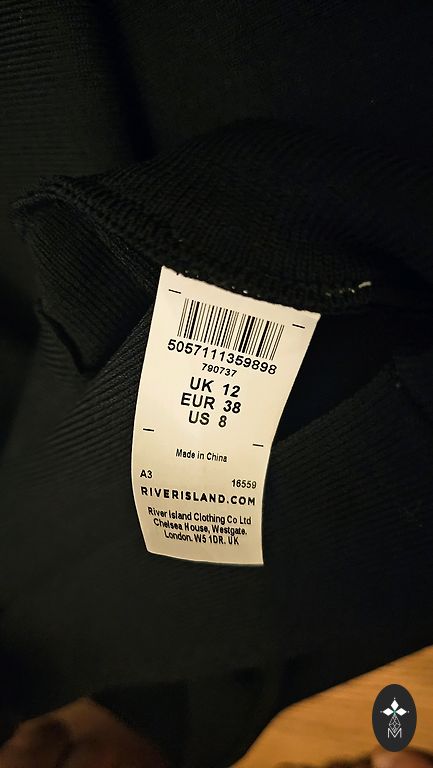 5057111359898
790737
UK 12
EUR 38
US 8
Made in China
A3 16559
RIVERISLAND.COM
River Island Clothing Co Ltd
Chelsea House, Westgate,
London. W5 1DR. UK
M